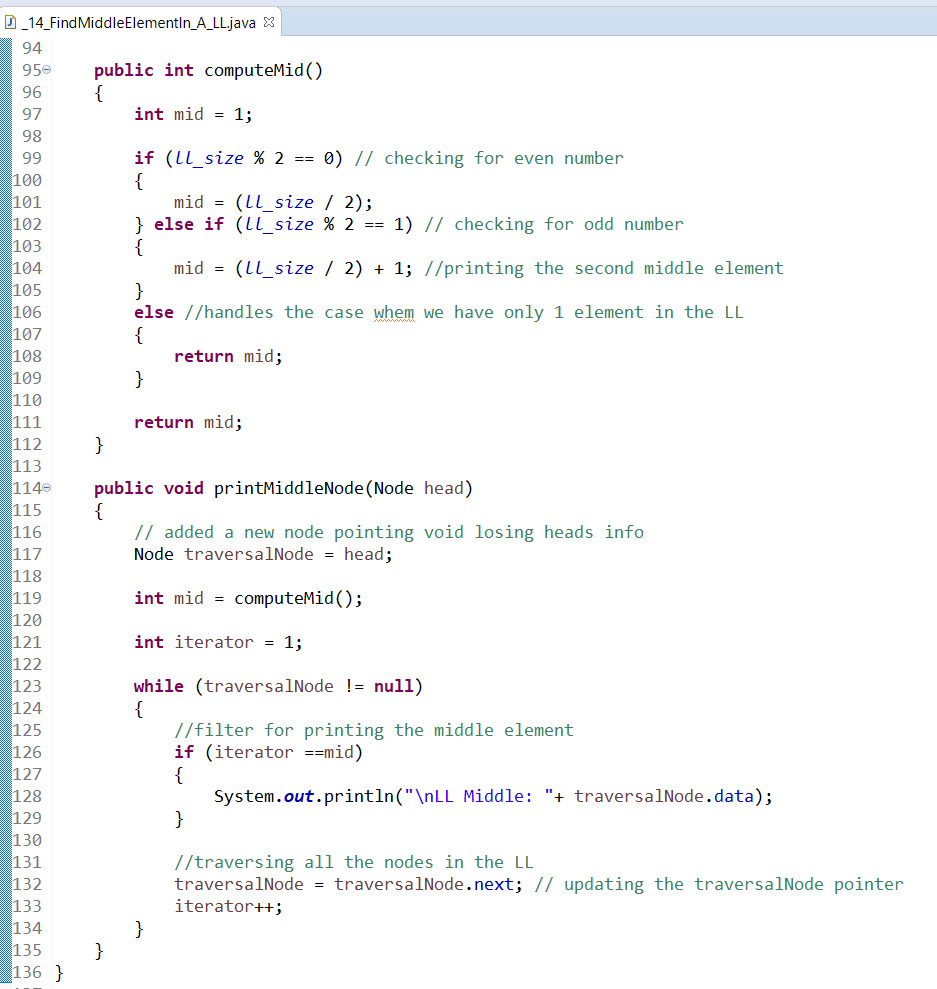 _14_FindMiddleElementIn_A_LL.java
94
95 public int computeMid()
96 {
97 int mid = 1;
98
99 if (ll_size % 2 == 0) // checking for even number
100 {
101 mid = (ll_size / 2);
102 } else if (ll_size % 2 == 1) // checking for odd number
103 {
104 mid = (ll_size / 2) + 1; //printing the second middle element
105 }
106 else //handles the case whem we have only 1 element in the LL
107 {
108 return mid;
109 }
110
111 return mid;
112 }
113
114 public void printMiddleNode(Node head)
115 {
116 // added a new node pointing void losing heads info
117 Node traversalNode = head;
118
119 int mid = computeMid();
120
121 int iterator = 1;
122
123 while (traversalNode != null)
124 {
125 //filter for printing the middle element
126 if (iterator ==mid)
127 {
128 System.out.println("\nLL Middle: "+ traversalNode.data);
129 }
130
131 //traversing all the nodes in the LL
132 traversalNode = traversalNode.next; // updating the traversalNode pointer
133 iterator++;
134 }
135 }
136 }